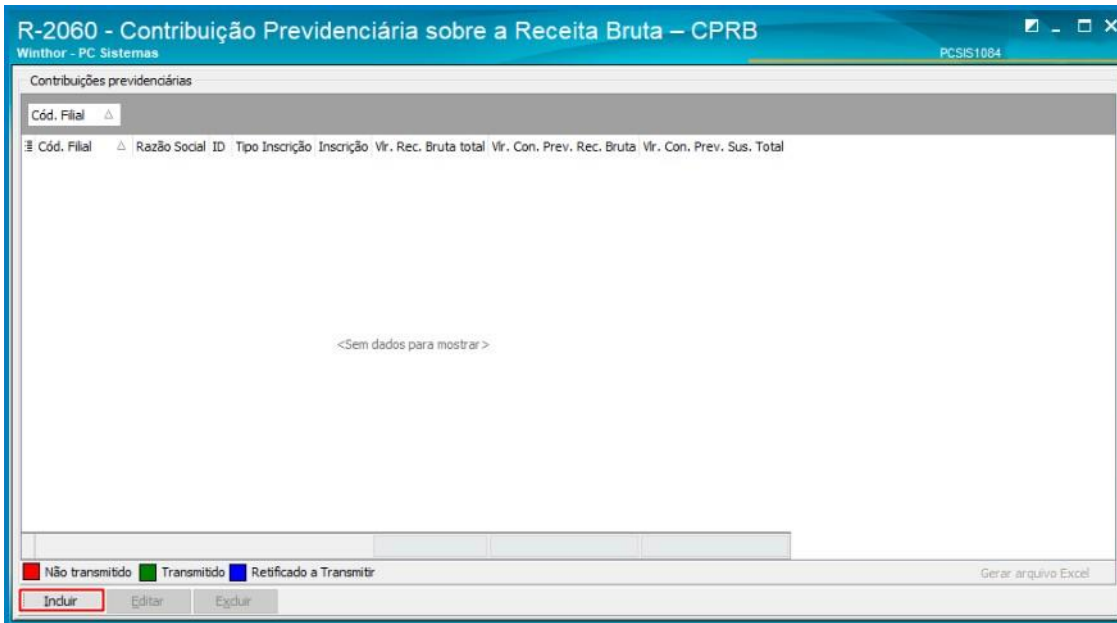 R-2060 - Contribuição Previdenciária sobre a Receita Bruta – CPRB
Winthor - PC Sistemas PCSIS1084
Contribuições previdenciárias
Cód. Filial
Cód. Filial Razão Social ID Tipo Inscrição Inscrição Vlr. Rec. Bruta total Vlr. Con. Prev. Rec. Bruta Vlr. Con. Prev. Sus. Total
<Sem dados para mostrar>
Não transmitido Transmitido Retificado a Transmitir Gerar arquivo Excel
Incluir Editar Excluir